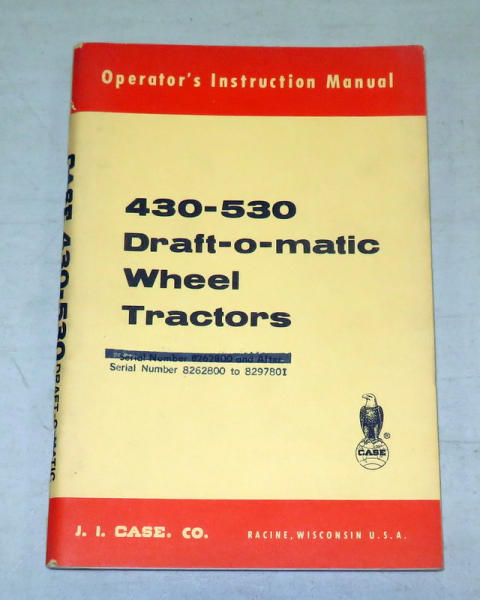 Operator's Instruction Manual
430-530
Draft-o-matic
Wheel
Tractors
Serial Number 8262800 and After
Serial Number 8262800 to 8297801
CASE
®
J. I. CASE. CO.
RACINE, WISCONSIN U.S.A.
CASE 430-530 DRAFT-O-MATIC